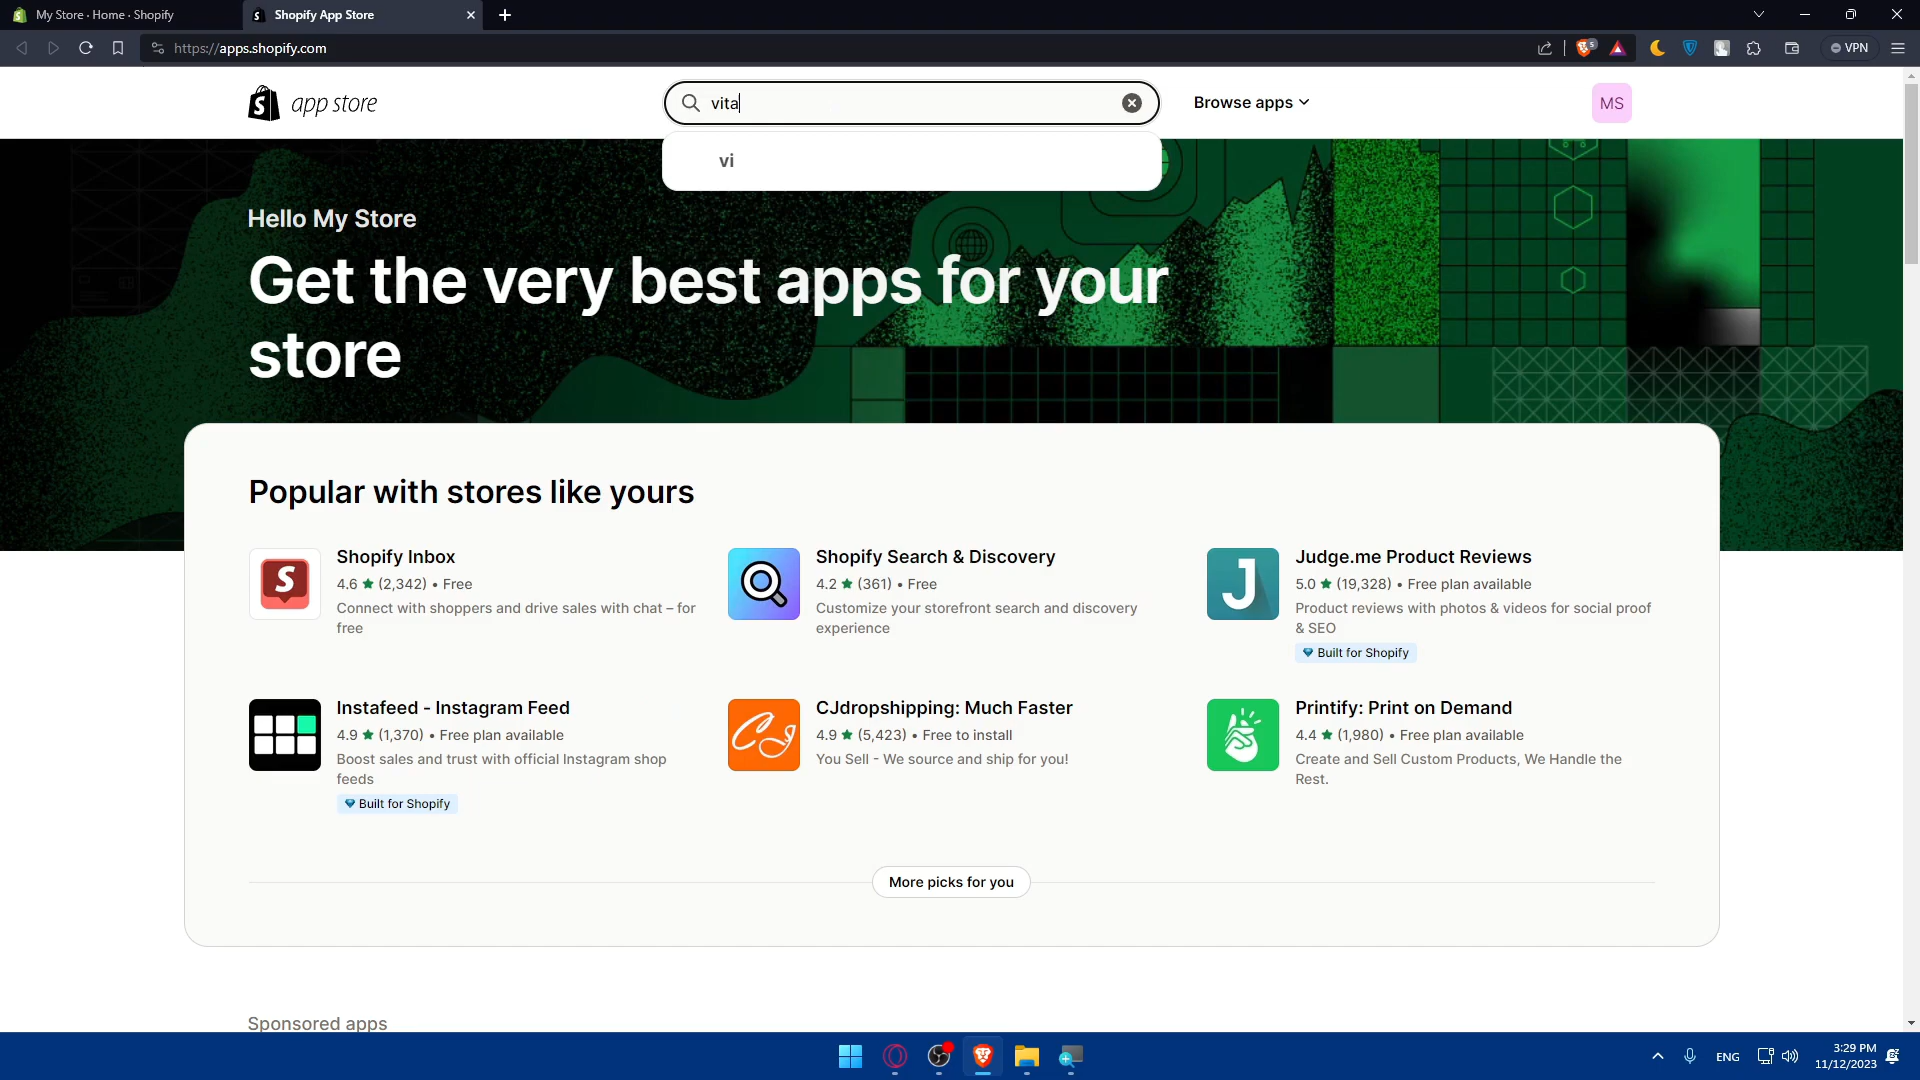 My Store · Home · Shopify
Shopify App Store
https://apps.shopify.com
VPN
app store
vita
Browse apps
MS
vi
Hello My Store
Get the very best apps for your
store
Popular with stores like yours
Shopify Inbox
4.6 ★ (2,342) • Free
Connect with shoppers and drive sales with chat – for
free
Shopify Search & Discovery
4.2 ★ (361) • Free
Customize your storefront search and discovery
experience
Judge.me Product Reviews
5.0 ★ (19,328) • Free plan available
Product reviews with photos & videos for social proof
& SEO
Built for Shopify
Instafeed - Instagram Feed
4.9 ★ (1,370) • Free plan available
Boost sales and trust with official Instagram shop
feeds
Built for Shopify
CJdropshipping: Much Faster
4.9 ★ (5,423) • Free to install
You Sell - We source and ship for you!
Printify: Print on Demand
4.4 ★ (1,980) • Free plan available
Create and Sell Custom Products, We Handle the
Rest.
More picks for you
Sponsored apps
ENG
3:29 PM
11/12/2023